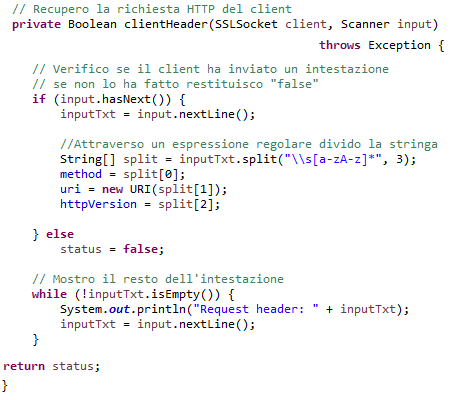 // Recupero la richiesta HTTP del client
private Boolean clientHeader(SSLSocket client, Scanner input)
throws Exception {
// Verifico se il client ha inviato un intestazione
// se non lo ha fatto restituisco "false"
if (input.hasNext()) {
inputTxt = input.nextLine();
//Attraverso un espressione regolare divido la stringa
String[] split = inputTxt.split("\\s[a-zA-z]*", 3);
method = split[0];
uri = new URI(split[1]);
httpVersion = split[2];
} else
status = false;
// Mostro il resto dell'intestazione
while (!inputTxt.isEmpty()) {
System.out.println("Request header: " + inputTxt);
inputTxt = input.nextLine();
}
return status;
}